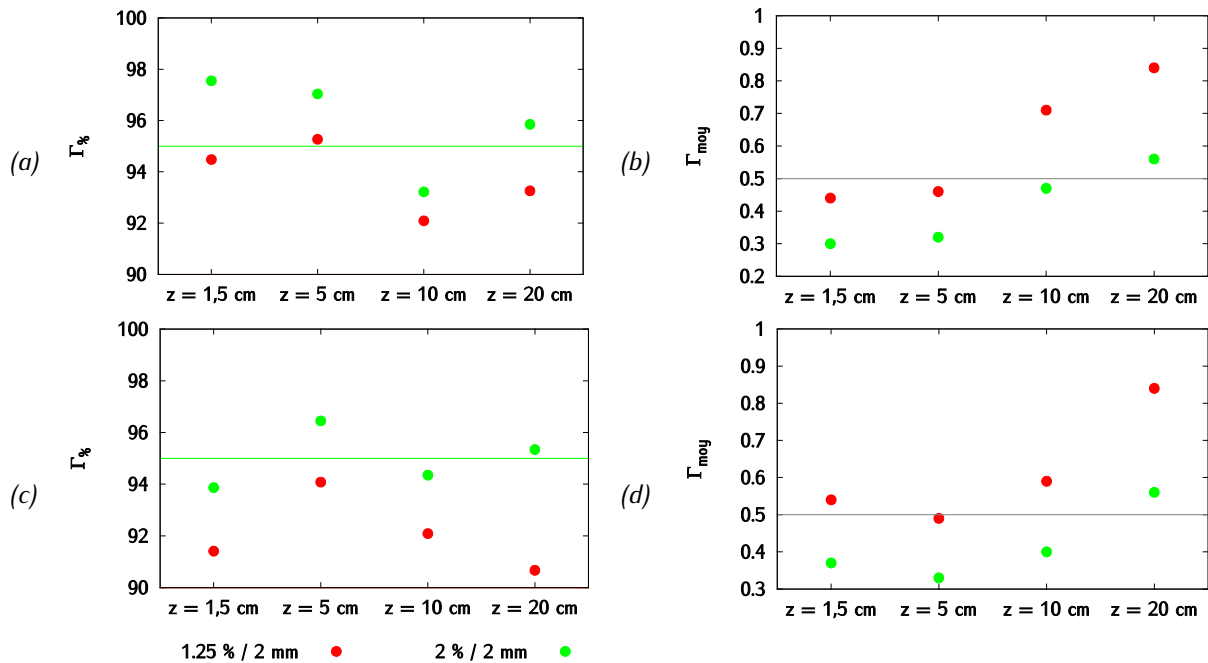 (a)
Γ%
100
98
96
94
92
90
z = 1,5 cm z = 5 cm z = 10 cm z = 20 cm
(b)
Γmoy
1
0.9
0.8
0.7
0.6
0.5
0.4
0.3
0.2
z = 1,5 cm z = 5 cm z = 10 cm z = 20 cm
(c)
Γ%
100
98
96
94
92
90
z = 1,5 cm z = 5 cm z = 10 cm z = 20 cm
(d)
Γmoy
1
0.9
0.8
0.7
0.6
0.5
0.4
0.3
z = 1,5 cm z = 5 cm z = 10 cm z = 20 cm
1.25 % / 2 mm 2 % / 2 mm